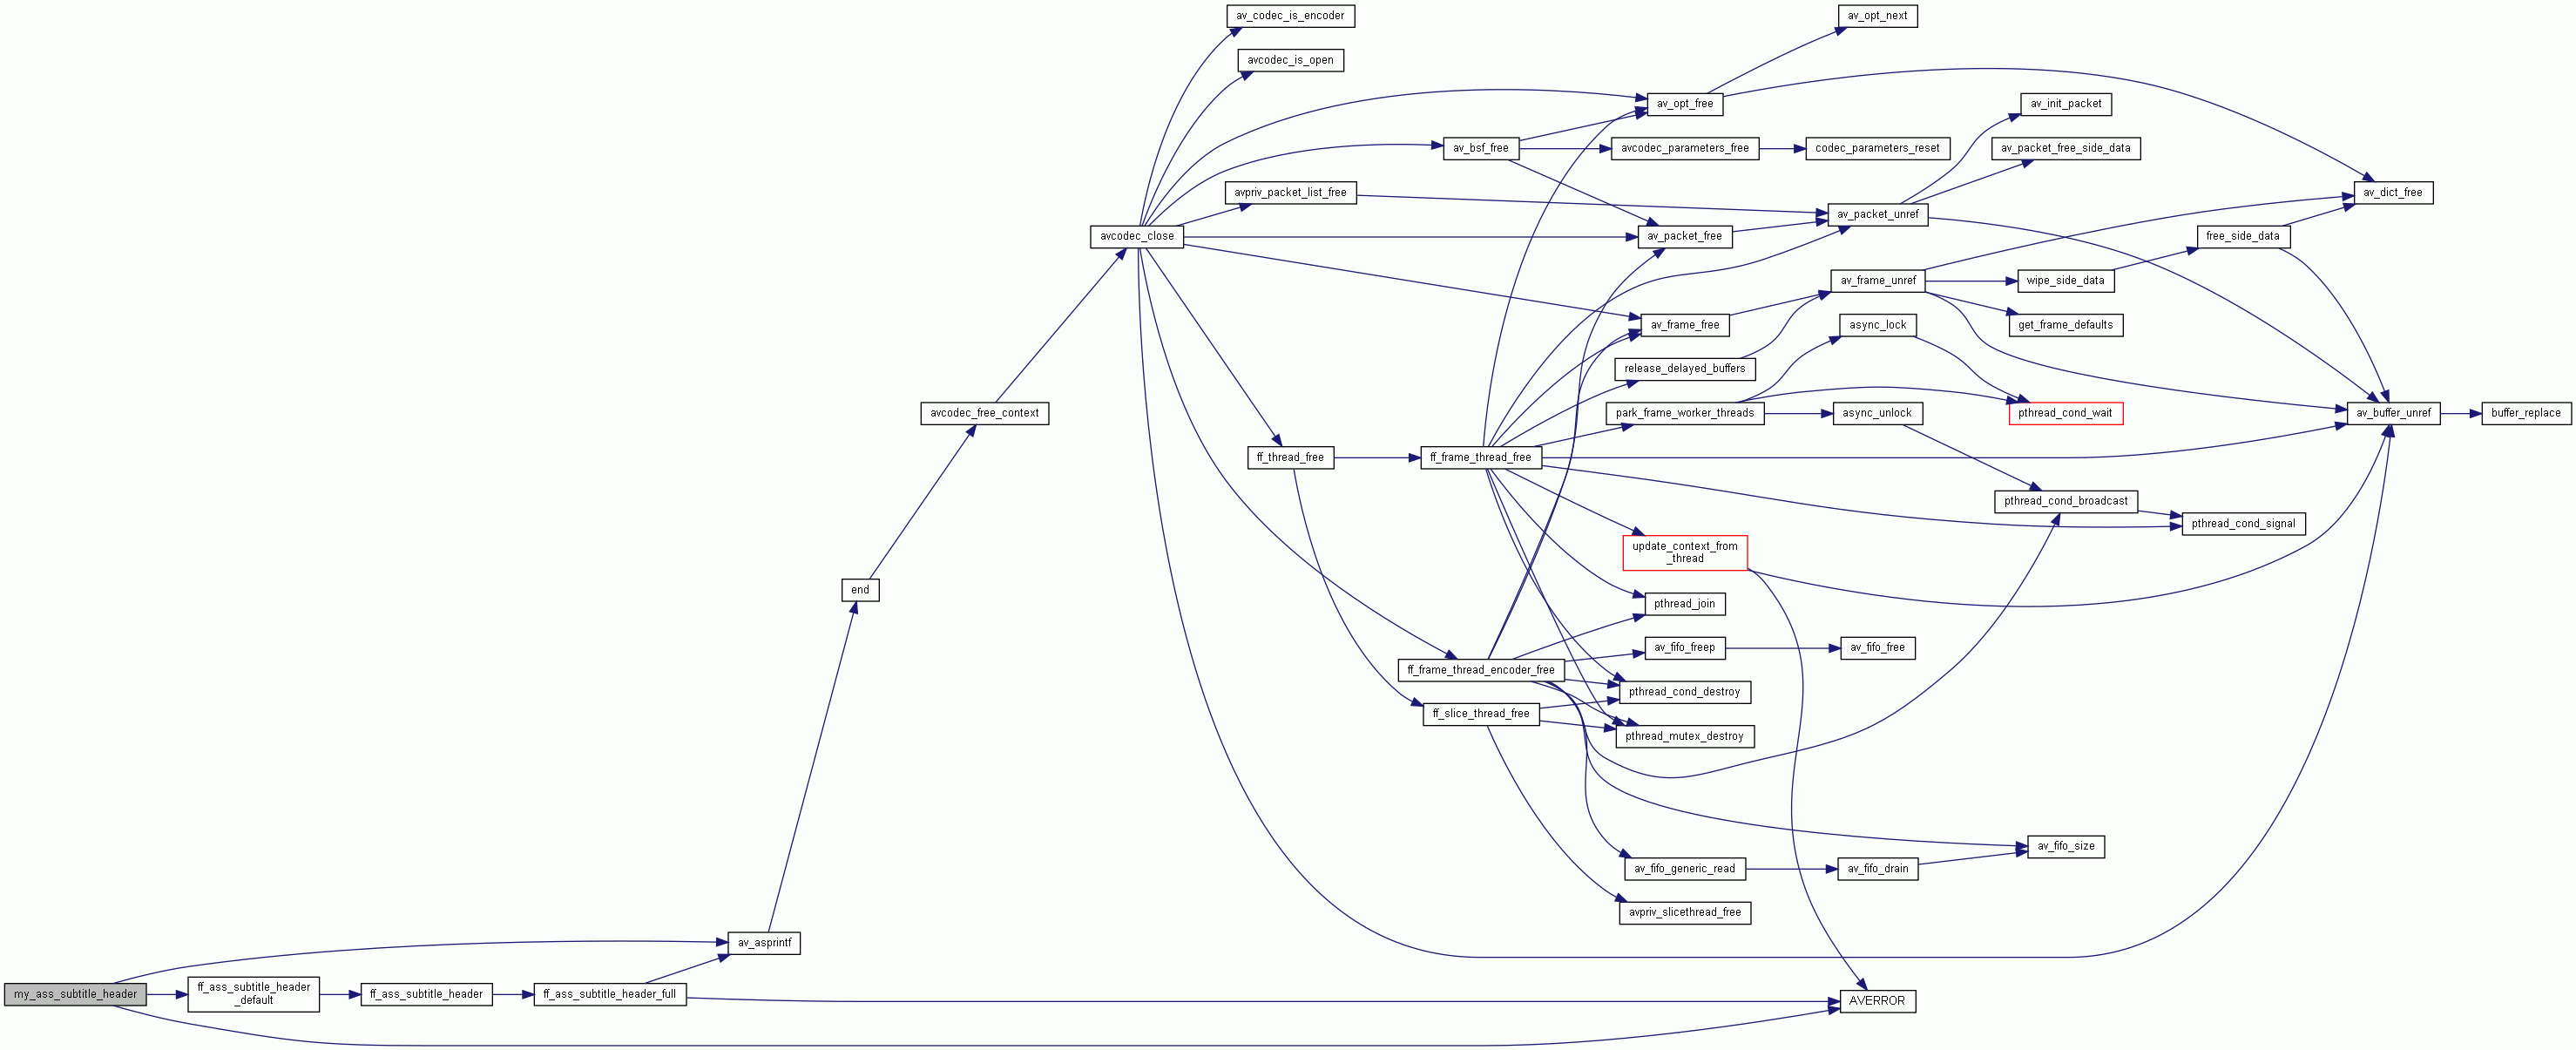 av_codec_is_encoder
av_opt_next
avcodec_is_open
av_opt_free
av_init_packet
av_bsf_free
avcodec_parameters_free
codec_parameters_reset
av_packet_free_side_data
avpriv_packet_list_free
av_dict_free
av_packet_unref
avcodec_close
av_packet_free
free_side_data
av_frame_unref
wipe_side_data
av_frame_free
async_lock
get_frame_defaults
release_delayed_buffers
avcodec_free_context
park_frame_worker_threads
async_unlock
pthread_cond_wait
av_buffer_unref
buffer_replace
ff_thread_free
ff_frame_thread_free
pthread_cond_broadcast
pthread_cond_signal
update_context_from
_thread
end
pthread_join
av_fifo_freep
av_fifo_free
ff_frame_thread_encoder_free
pthread_cond_destroy
ff_slice_thread_free
pthread_mutex_destroy
av_fifo_size
av_fifo_generic_read
av_fifo_drain
avpriv_slicethread_free
av_asprintf
my_ass_subtitle_header
ff_ass_subtitle_header
_default
ff_ass_subtitle_header
ff_ass_subtitle_header_full
AVERROR